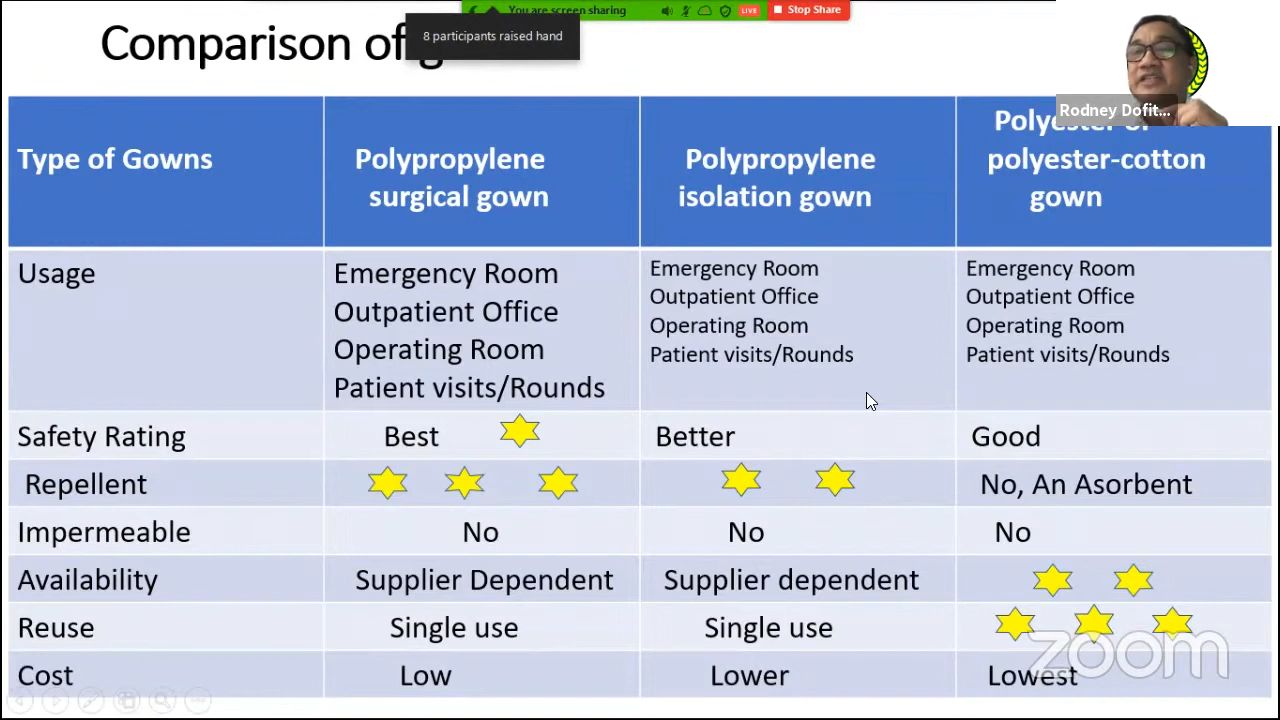 You are screen sharing
LIVE
Stop Share
8 participants raised hand
Comparison of
Rodney Dofit...
Type of Gowns
Polypropylene
surgical gown
Polypropylene
isolation gown
Polyester or
polyester-cotton
gown
Usage
Emergency Room
Outpatient Office
Operating Room
Patient visits/Rounds
Emergency Room
Outpatient Office
Operating Room
Patient visits/Rounds
Emergency Room
Outpatient Office
Operating Room
Patient visits/Rounds
Safety Rating
Best
Better
Good
Repellent
No, An Asorbent
Impermeable
No
No
No
Availability
Supplier Dependent
Supplier dependent
Reuse
Single use
Single use
Cost
Low
Lower
Lowest
zoom